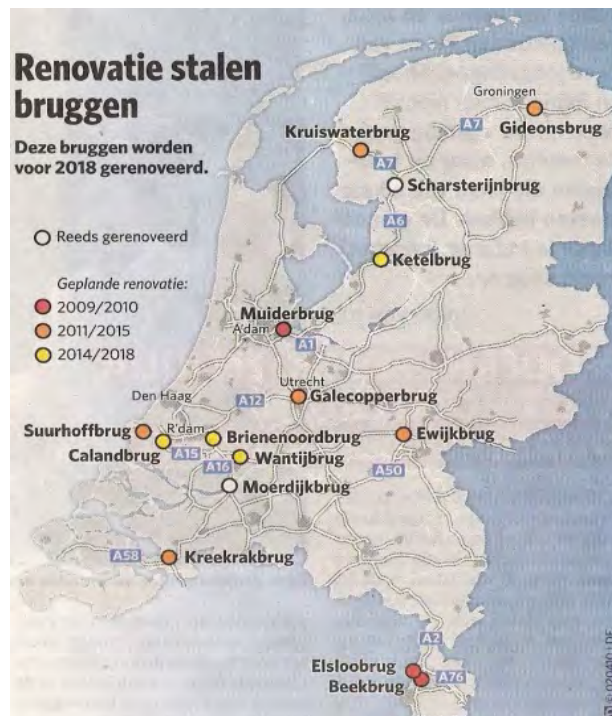 Renovatie stalen
bruggen
Deze bruggen worden
voor 2018 gerenoveerd.
Reeds gerenoveerd
Geplande renovatie:
2009/2010
2011/2015
2014/2018
Groningen
A7
Gideonsbrug
Kruiswaterbrug
A7
Scharsterijnbrug
A6
Ketelbrug
Muiderbrug
A'dam
A1
Utrecht
Den Haag
A12
Galecopperbrug
Suurhoffbrug
R'dam
Brienenoordbrug
Ewijkbrug
Calandbrug
A15
A16
Wantijbrug
A50
Moerdijkbrug
A58
Kreekrakbrug
A2
Elsloobrug
A76
Beekbrug